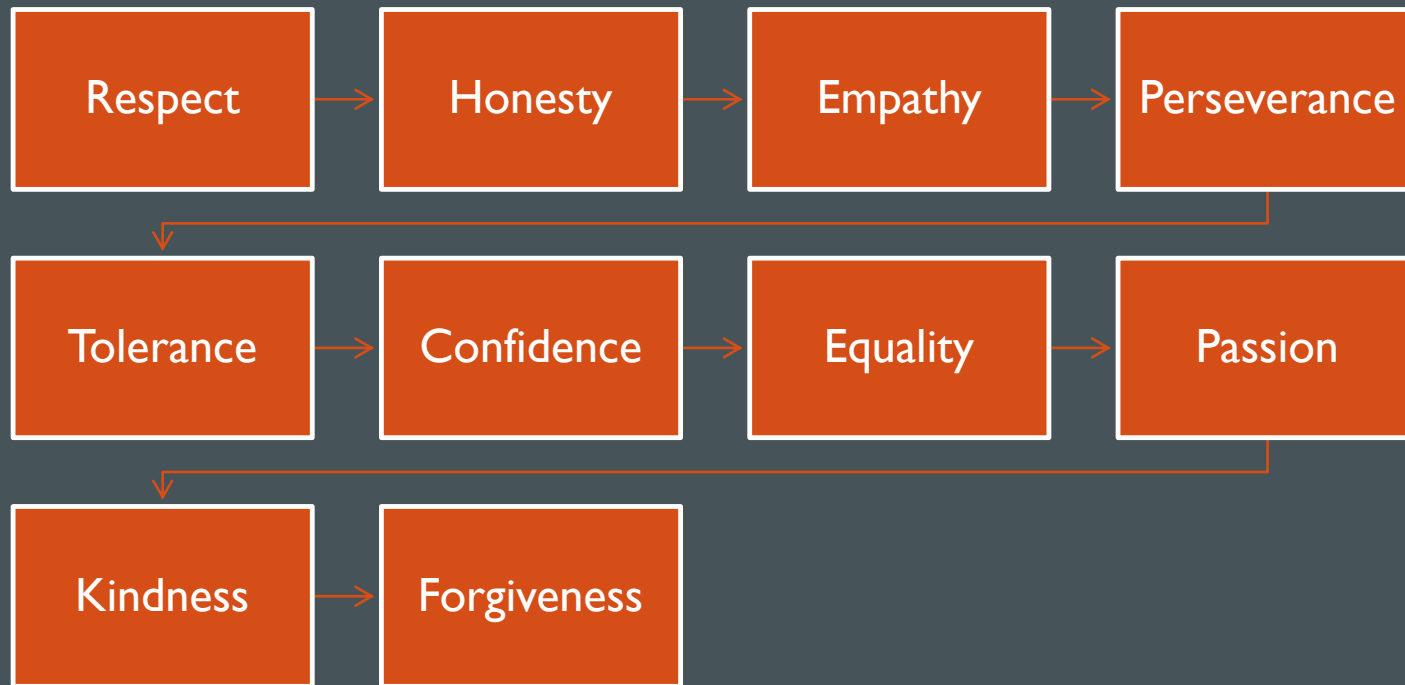 Respect
Honesty
Empathy
Perseverance
Tolerance
Confidence
Equality
Passion
Kindness
Forgiveness